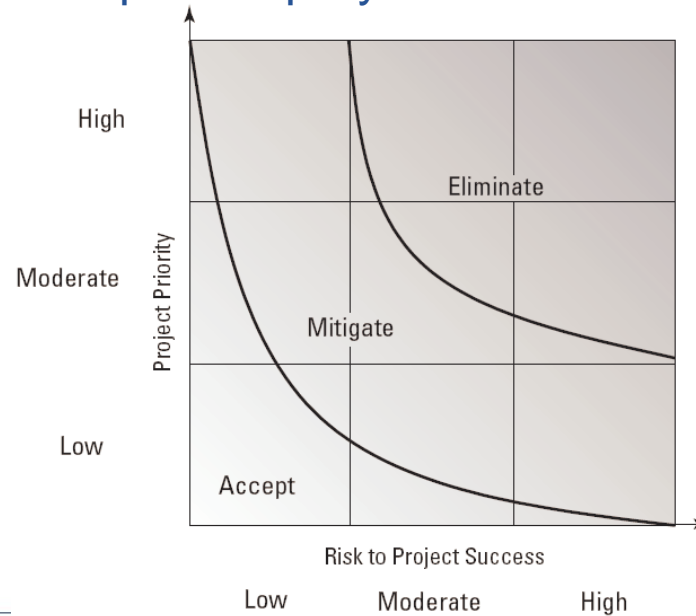 High
Eliminate
Moderate
Project Priority
Mitigate
Low
Accept
Risk to Project Success
Low Moderate High